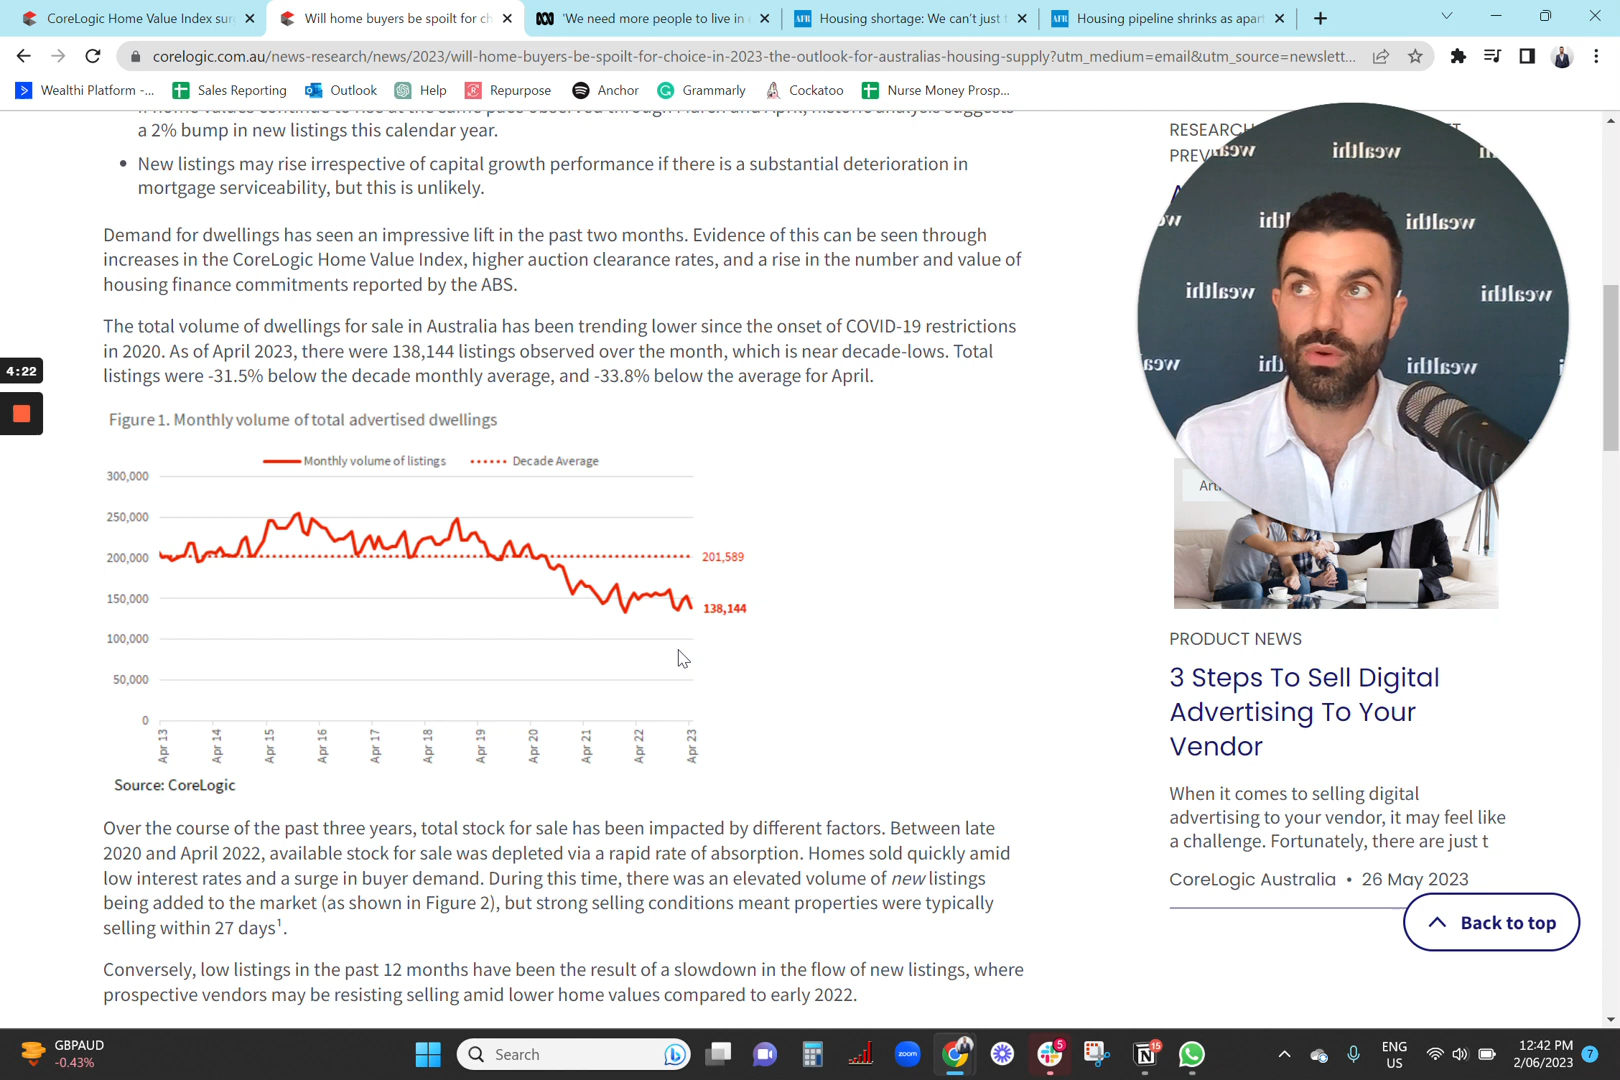 CoreLogic Home Value Index sur
Will home buyers be spoilt for ch
'We need more people to live in
AFR
Housing shortage: We can't just
AFR
Housing pipeline shrinks as apart
corelogic.com.au/news-research/news/2023/will-home-buyers-be-spoilt-for-choice-in-2023-the-outlook-for-australias-housing-supply?utm_medium=email&utm_source=newslett...
Wealthi Platform -...
Sales Reporting
Outlook
Help
Repurpose
Anchor
Grammarly
Cockatoo
Nurse Money Prosp...
a 2% bump in new listings this calendar year.
• New listings may rise irrespective of capital growth performance if there is a substantial deterioration in
mortgage serviceability, but this is unlikely.
Demand for dwellings has seen an impressive lift in the past two months. Evidence of this can be seen through
increases in the CoreLogic Home Value Index, higher auction clearance rates, and a rise in the number and value of
housing finance commitments reported by the ABS.
The total volume of dwellings for sale in Australia has been trending lower since the onset of COVID-19 restrictions
in 2020. As of April 2023, there were 138,144 listings observed over the month, which is near decade-lows. Total
listings were -31.5% below the decade monthly average, and -33.8% below the average for April.
Figure 1. Monthly volume of total advertised dwellings
Monthly volume of listings
Decade Average
300,000
250,000
200,000
150,000
100,000
50,000
0
201,589
138,144
Apr 13
Apr 14
Apr 15
Apr 16
Apr 17
Apr 18
Apr 19
Apr 20
Apr 21
Apr 22
Apr 23
Source: CoreLogic
Over the course of the past three years, total stock for sale has been impacted by different factors. Between late
2020 and April 2022, available stock for sale was depleted via a rapid rate of absorption. Homes sold quickly amid
low interest rates and a surge in buyer demand. During this time, there was an elevated volume of new listings
being added to the market (as shown in Figure 2), but strong selling conditions meant properties were typically
selling within 27 days¹.
Conversely, low listings in the past 12 months have been the result of a slowdown in the flow of new listings, where
prospective vendors may be resisting selling amid lower home values compared to early 2022.
4:22
RESEARCH
PREV
wealthi
wealthi
wealthi
wealthi
wealthi
wealthi
Art
PRODUCT NEWS
3 Steps To Sell Digital
Advertising To Your
Vendor
When it comes to selling digital
advertising to your vendor, it may feel like
a challenge. Fortunately, there are just t
CoreLogic Australia • 26 May 2023
Back to top
GBPAUD
-0.43%
Search
zoom
5
15
ENG
US
12:42 PM
2/06/2023
7